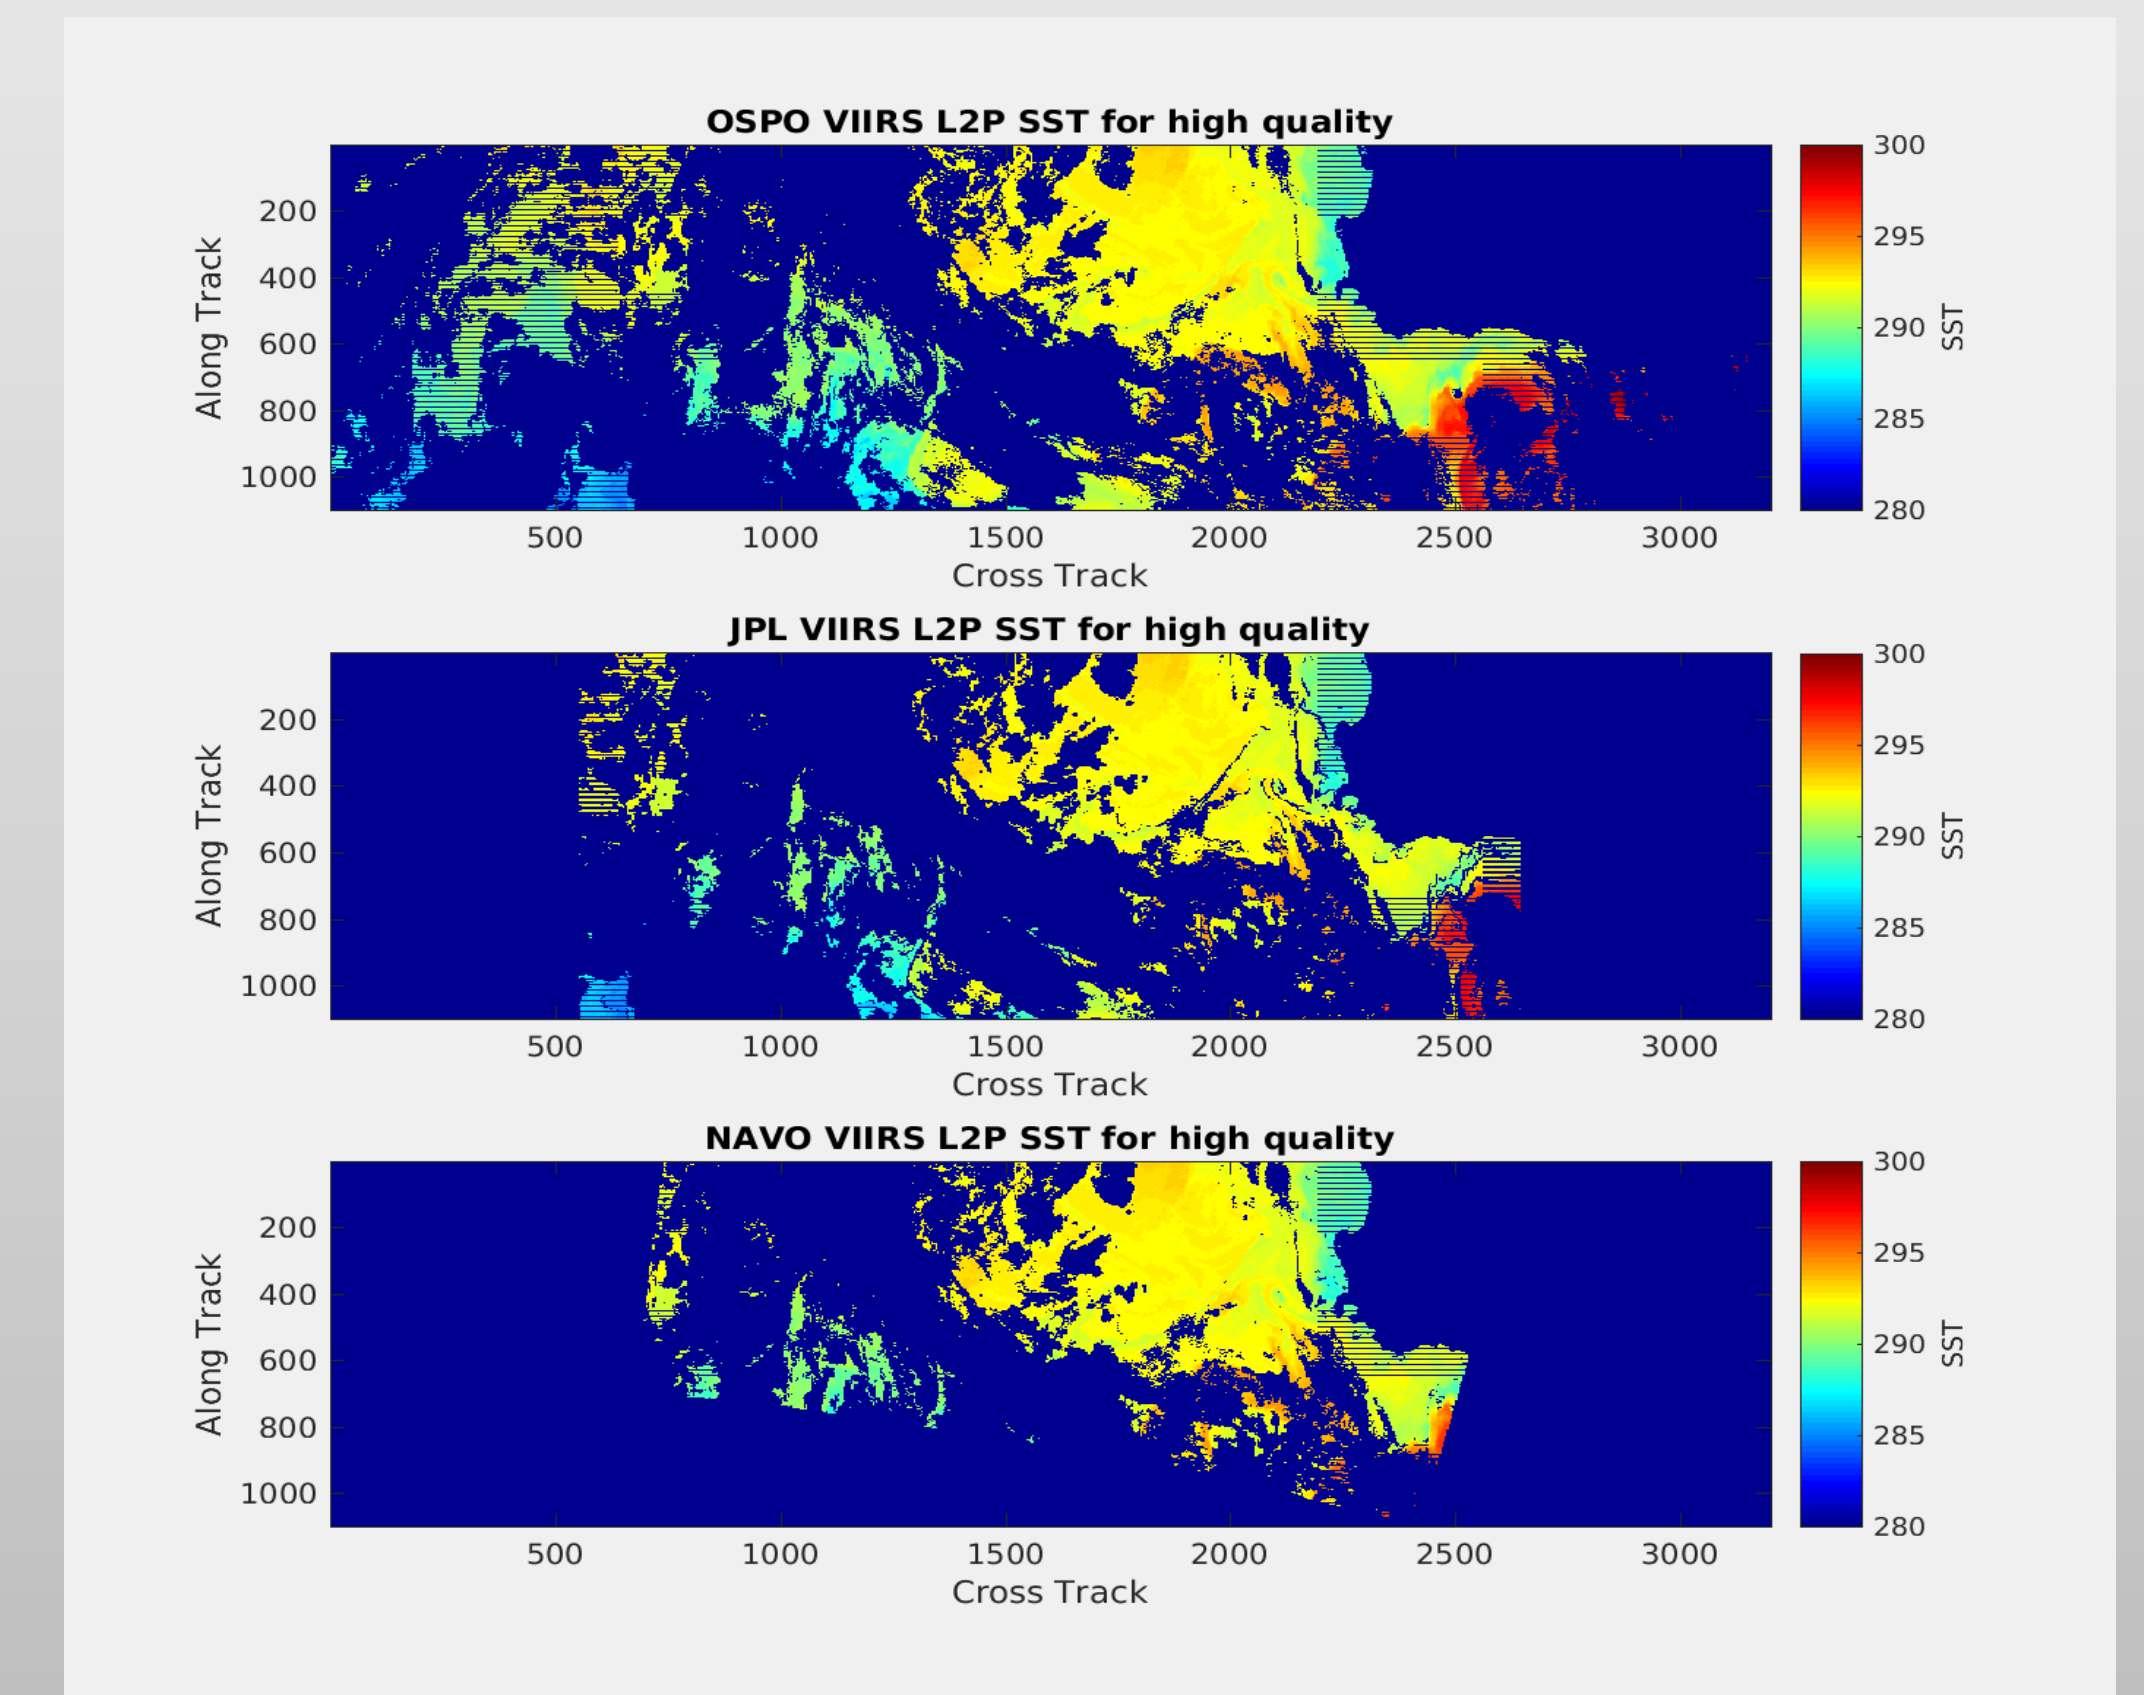 OSPO VIIRS L2P SST for high quality
300
295
290
285
280
SST
200
400
600
800
1000
Along Track
500 1000 1500 2000 2500 3000
Cross Track
JPL VIIRS L2P SST for high quality
300
295
290
285
280
SST
200
400
600
800
1000
Along Track
500 1000 1500 2000 2500 3000
Cross Track
NAVO VIIRS L2P SST for high quality
300
295
290
285
280
SST
200
400
600
800
1000
Along Track
500 1000 1500 2000 2500 3000
Cross Track